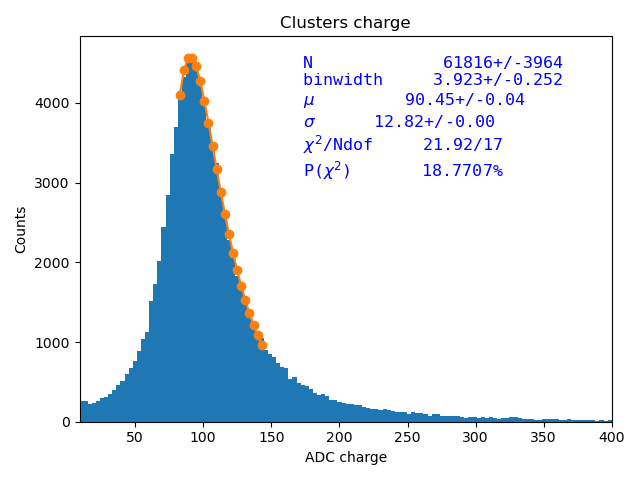 Clusters charge
N 61816+/-3964
binwidth 3.923+/-0.252
μ 90.45+/-0.04
σ 12.82+/-0.00
χ²/Ndof 21.92/17
P(χ²) 18.7707%
Counts
4000
3000
2000
1000
0
50 100 150 200 250 300 350 400
ADC charge